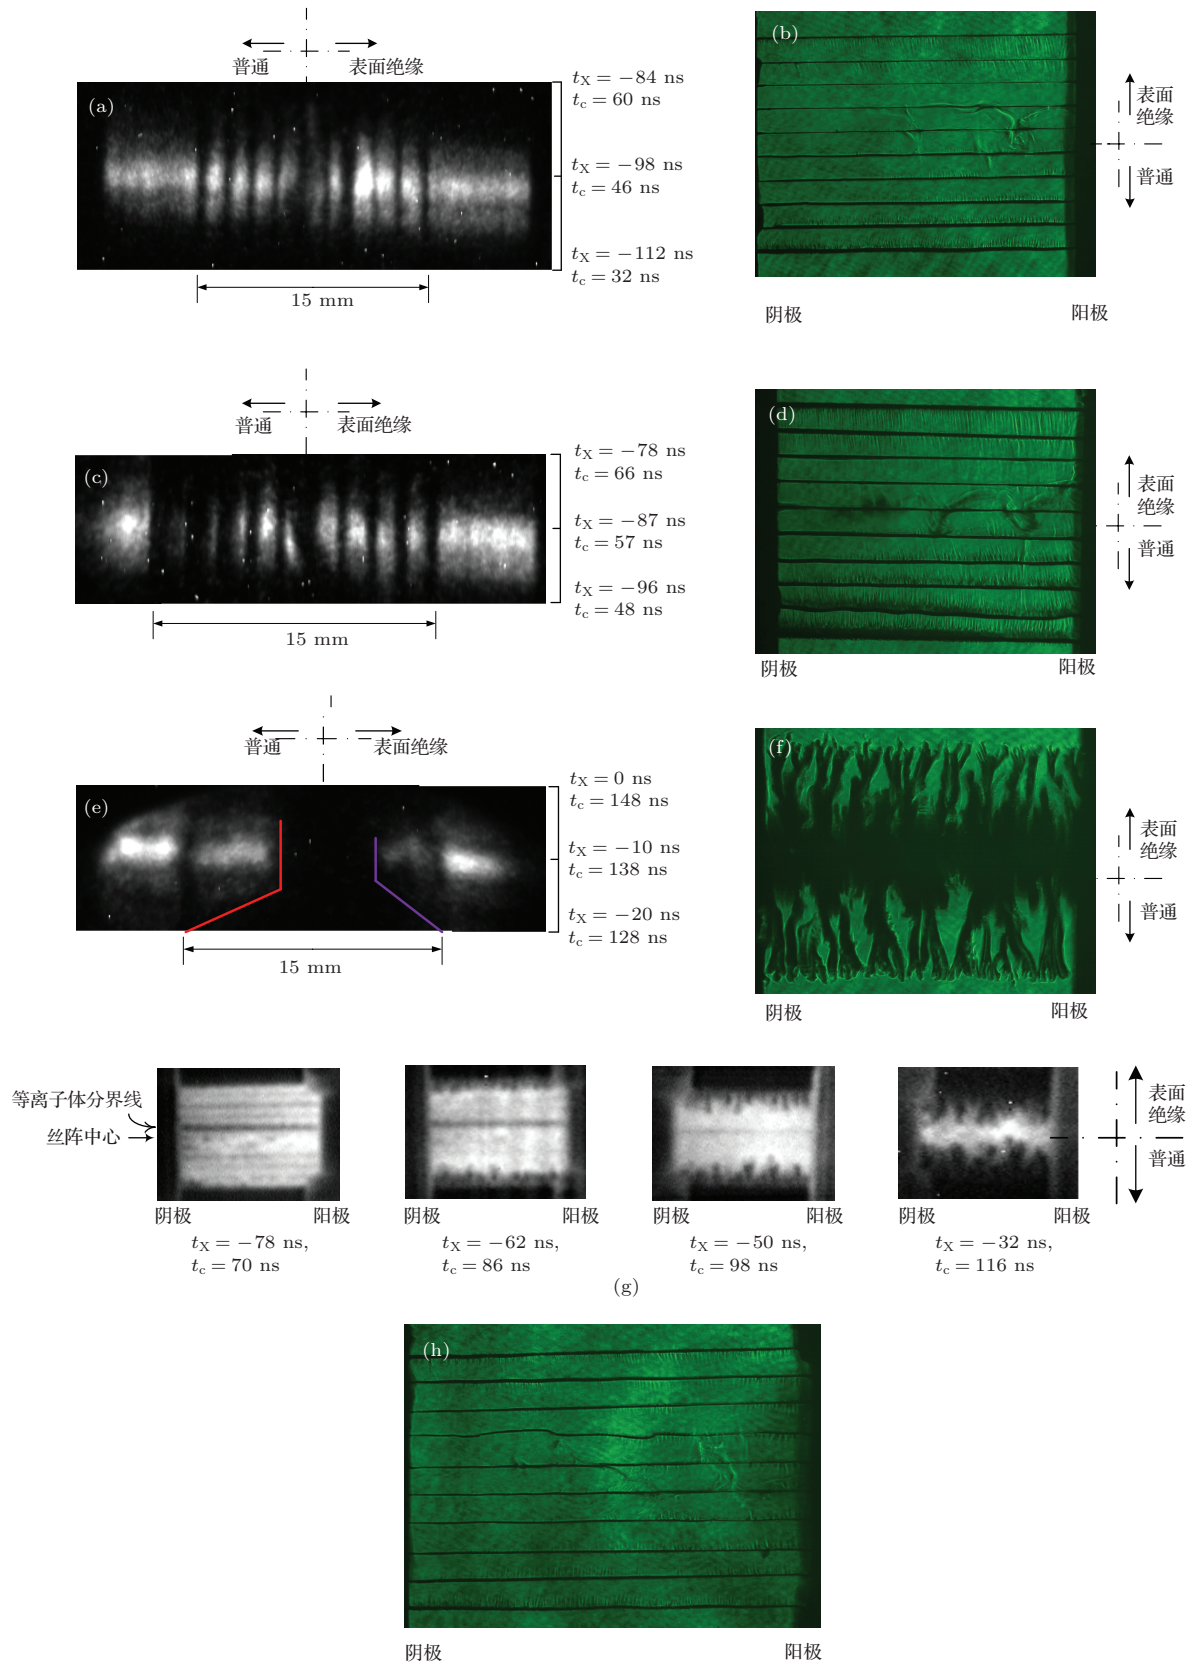 普通 表面绝缘
(a)
t_X = −84 ns
t_c = 60 ns
t_X = −98 ns
t_c = 46 ns
t_X = −112 ns
t_c = 32 ns
15 mm
(b)
表面
绝缘
普通
阴极 阳极
普通 表面绝缘
(c)
t_X = −78 ns
t_c = 66 ns
t_X = −87 ns
t_c = 57 ns
t_X = −96 ns
t_c = 48 ns
15 mm
(d)
表面
绝缘
普通
阴极 阳极
普通 表面绝缘
(e)
t_X = 0 ns
t_c = 148 ns
t_X = −10 ns
t_c = 138 ns
t_X = −20 ns
t_c = 128 ns
15 mm
(f)
表面
绝缘
普通
阴极 阳极
等离子体分界线
丝阵中心
表面
绝缘
普通
阴极 阳极 阴极 阳极 阴极 阳极 阴极 阳极
t_X = −78 ns, t_X = −62 ns, t_X = −50 ns, t_X = −32 ns,
t_c = 70 ns t_c = 86 ns t_c = 98 ns t_c = 116 ns
(g)
(h)
阴极 阳极